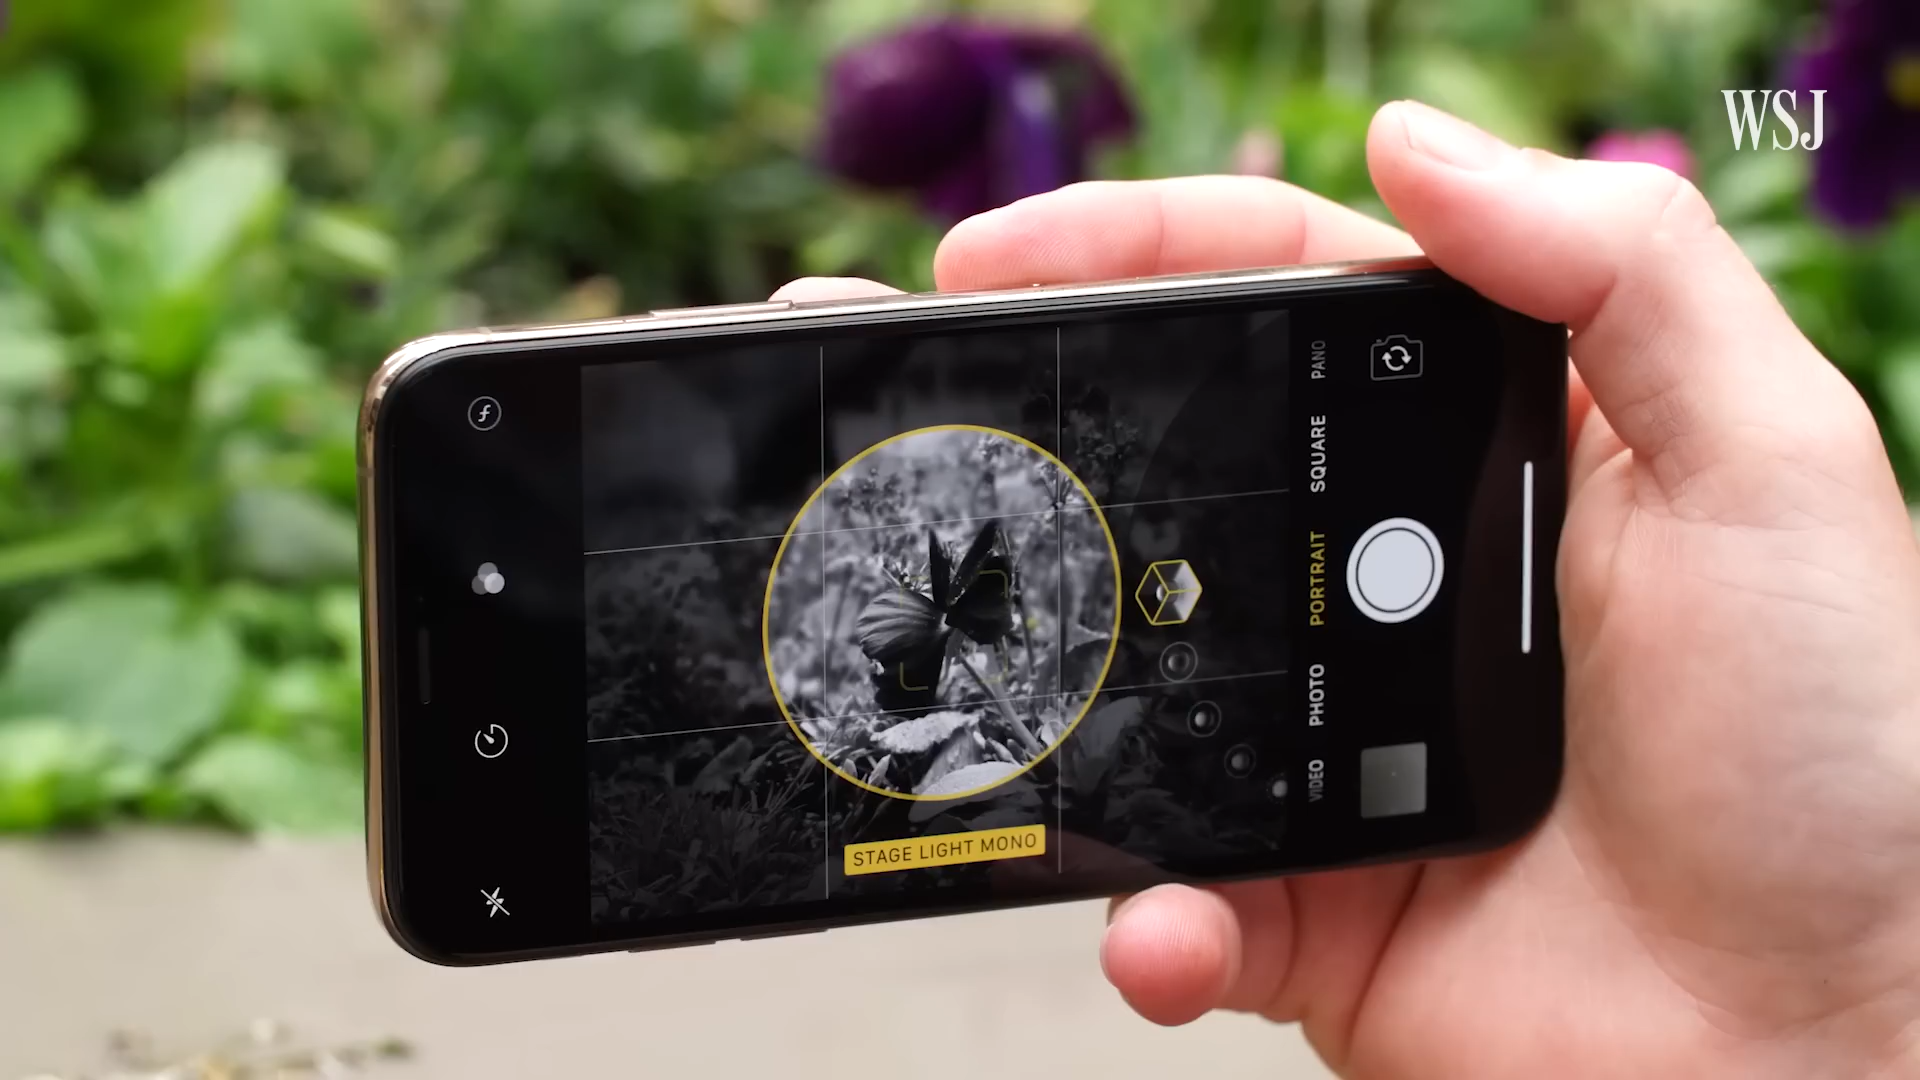 WSJ
PANO
SQUARE
PORTRAIT
PHOTO
VIDEO
STAGE LIGHT MONO